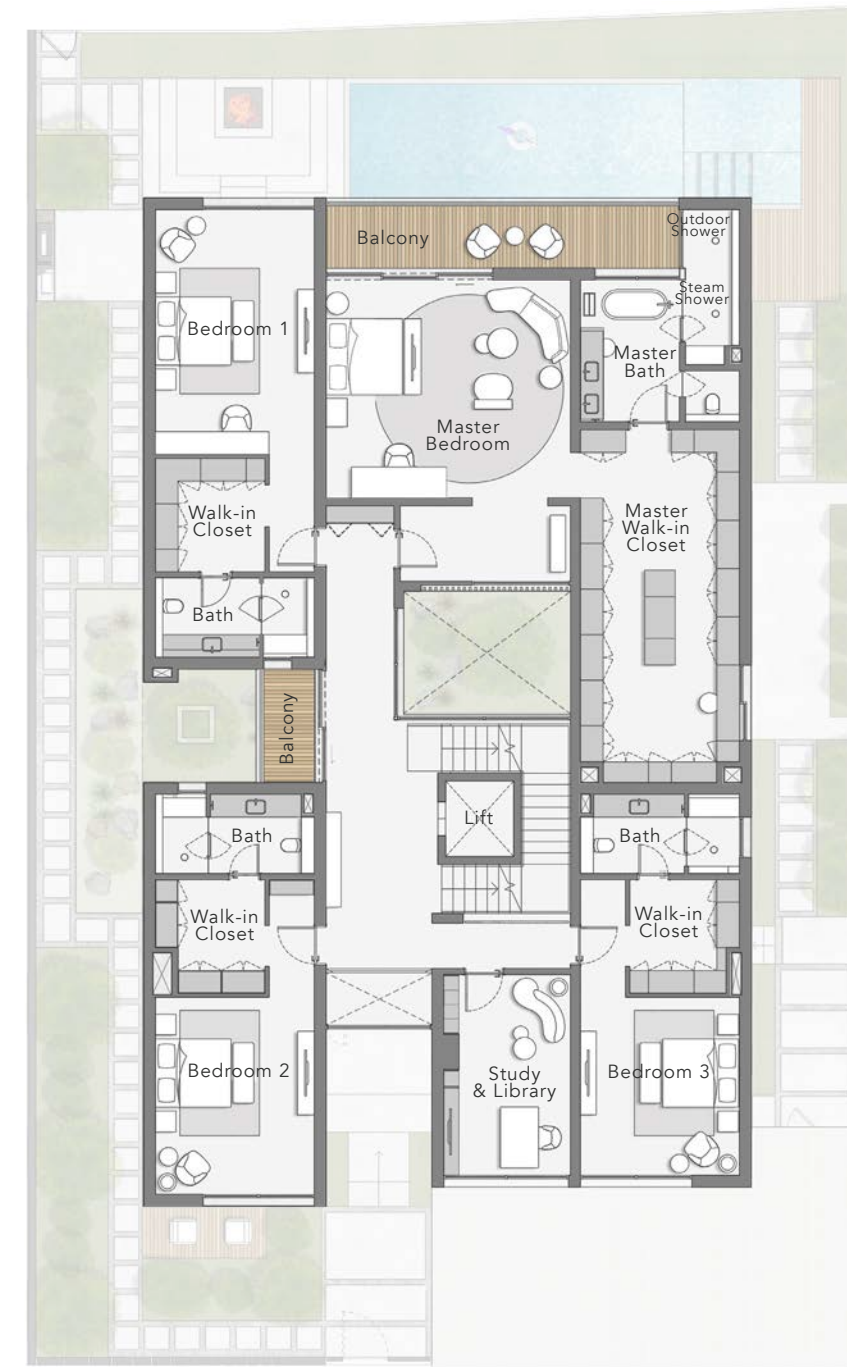 Outdoor
Shower
Balcony
Steam
Shower
Bedroom 1
Master
Bath
Master
Bedroom
Walk-in
Closet
Master
Walk-in
Closet
Bath
Balcony
Lift
Bath
Bath
Walk-in
Closet
Walk-in
Closet
Bedroom 2
Study
& Library
Bedroom 3